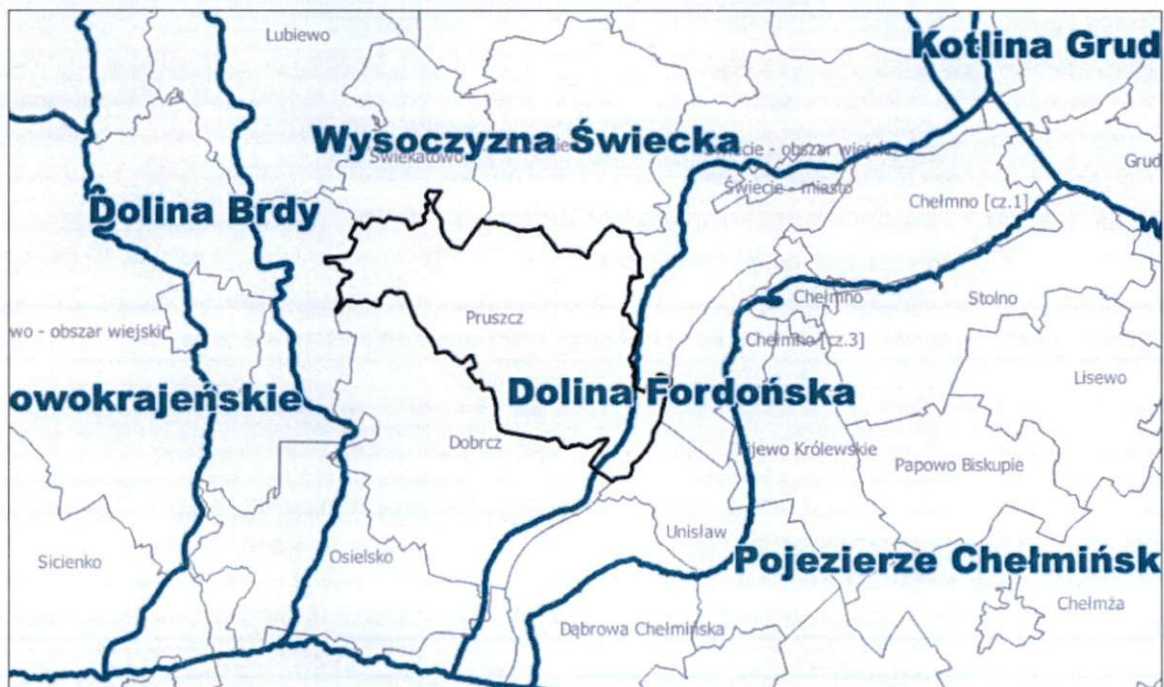 Lubiewo
Kotlina Grud
Wysoczyzna Świecka
Świekatowo
Świecie - obszar wiejski
Grud
Świecie - miasto
Chełmno [cz.1]
Dolina Brdy
Chełmno
Stolno
Pruszcz
wo - obszar wiejski
Chełmno [cz.3]
Lisewo
owokrajeńskie
Dolina Fordońska
Dobrcz
Kijewo Królewskie
Papowo Biskupie
Unisław
Sicienko
Osielsko
Pojezierze Chełmińsk
Chełmża
Dąbrowa Chełmińska